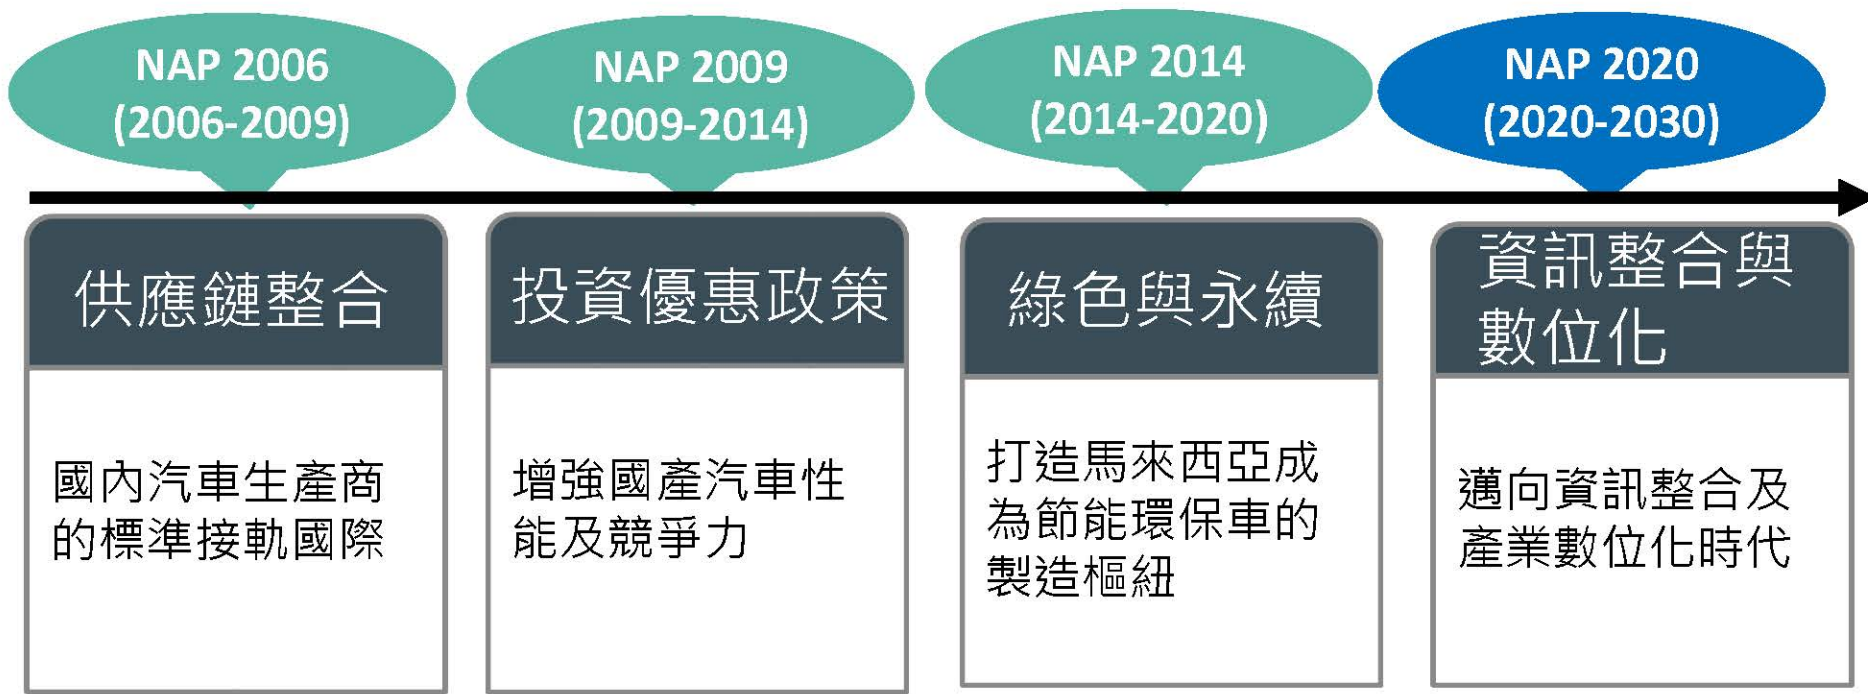 NAP 2006
(2006-2009)
NAP 2009
(2009-2014)
NAP 2014
(2014-2020)
NAP 2020
(2020-2030)
供應鏈整合
國內汽車生產商
的標準接軌國際
投資優惠政策
增強國產汽車性
能及競爭力
綠色與永續
打造馬來西亞成
為節能環保車的
製造樞紐
資訊整合與
數位化
邁向資訊整合及
產業數位化時代